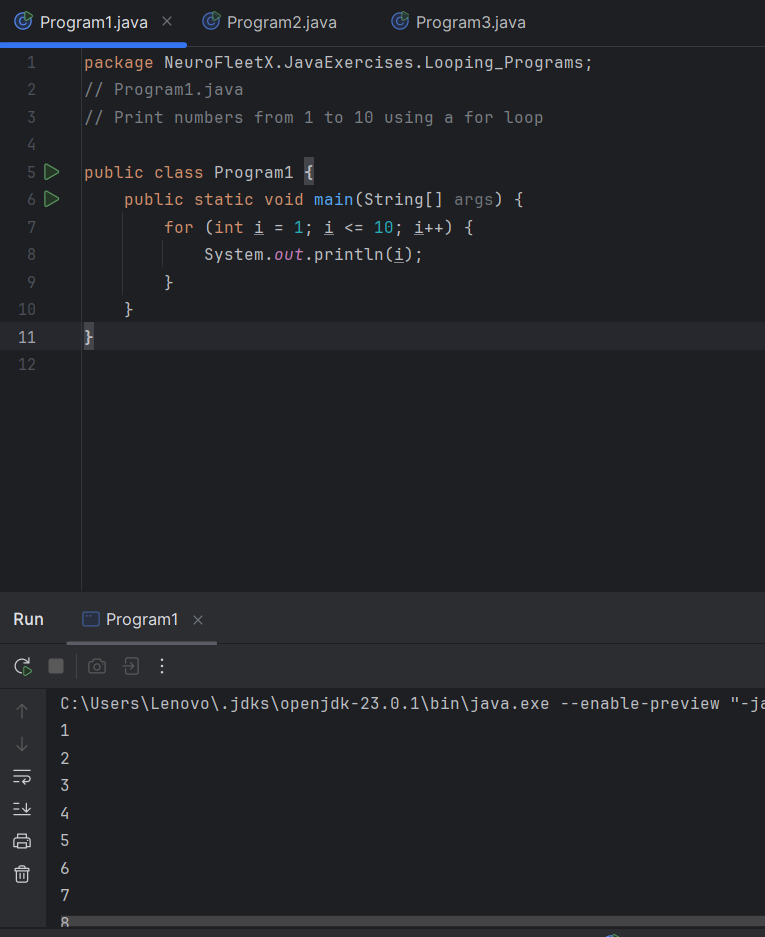 Program1.java Program2.java Program3.java
1 package NeuroFleetX.JavaExercises.Looping_Programs;
2 // Program1.java
3 // Print numbers from 1 to 10 using a for loop
4
5 public class Program1 {
6 public static void main(String[] args) {
7 for (int i = 1; i <= 10; i++) {
8 System.out.println(i);
9 }
10 }
11 }
12
Run Program1
C:\Users\Lenovo\.jdks\openjdk-23.0.1\bin\java.exe --enable-preview "-ja
1
2
3
4
5
6
7
8